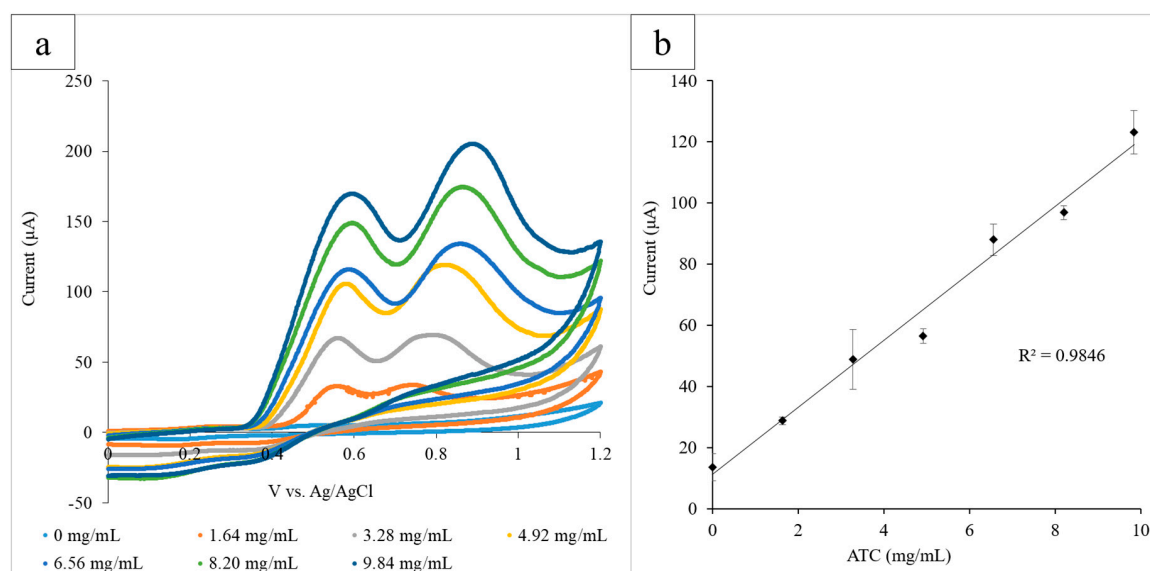 a
250
200
150
100
50
0
-50
Current (µA)
0 0.2 0.4 0.6 0.8 1 1.2
V vs. Ag/AgCl
0 mg/mL 1.64 mg/mL 3.28 mg/mL 4.92 mg/mL
6.56 mg/mL 8.20 mg/mL 9.84 mg/mL
b
140
120
100
80
60
40
20
0
Current (µA)
R² = 0.9846
0 2 4 6 8 10
ATC (mg/mL)